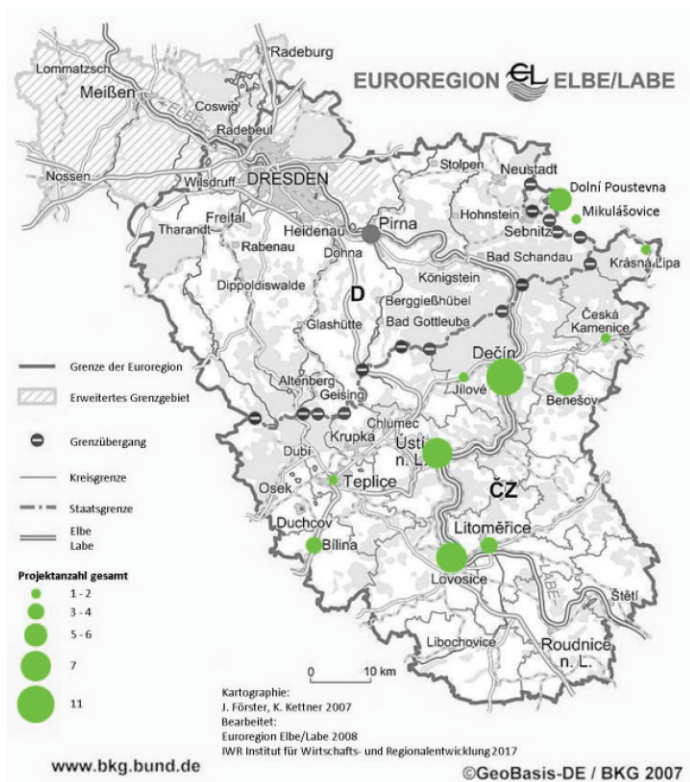 EUROREGION EL ELBE/LABE
Radeburg
Lommatzsch
Meißen
Coswig
ELBE
Radebeul
Nossen
Wilsdruff
DRESDEN
Stolpen
Neustadt
Dolní Poustevna
Mikulášovice
Hohnstein
Sebnitz
Freital
Tharandt
Rabenau
Heidenau
Pirna
Dohna
Bad Schandau
Krásná Lípa
Königstein
Dippoldiswalde
D
Berggießhübel
Bad Gottleuba
Glashütte
Česká
Kamenice
Děčín
Jílové
Benešov
Altenberg
Geising
Chlumec
Krupka
Ústí
n. L.
Dubí
Osek
Teplice
ČZ
Duchcov
Bílina
Litoměřice
Lovosice
LABE
Štětí
Libochovice
Roudnice
n. L.
Grenze der Euroregion
Erweitertes Grenzgebiet
Grenzübergang
Kreisgrenze
Staatsgrenze
Elbe
Labe
Projektanzahl gesamt
1 - 2
3 - 4
5 - 6
7
11
0 10 km
Kartographie:
J. Förster, K. Kettner 2007
Bearbeitet:
Euroregion Elbe/Labe 2008
IWR Institut für Wirtschafts- und Regionalentwicklung 2017
www.bkg.bund.de
©GeoBasis-DE / BKG 2007